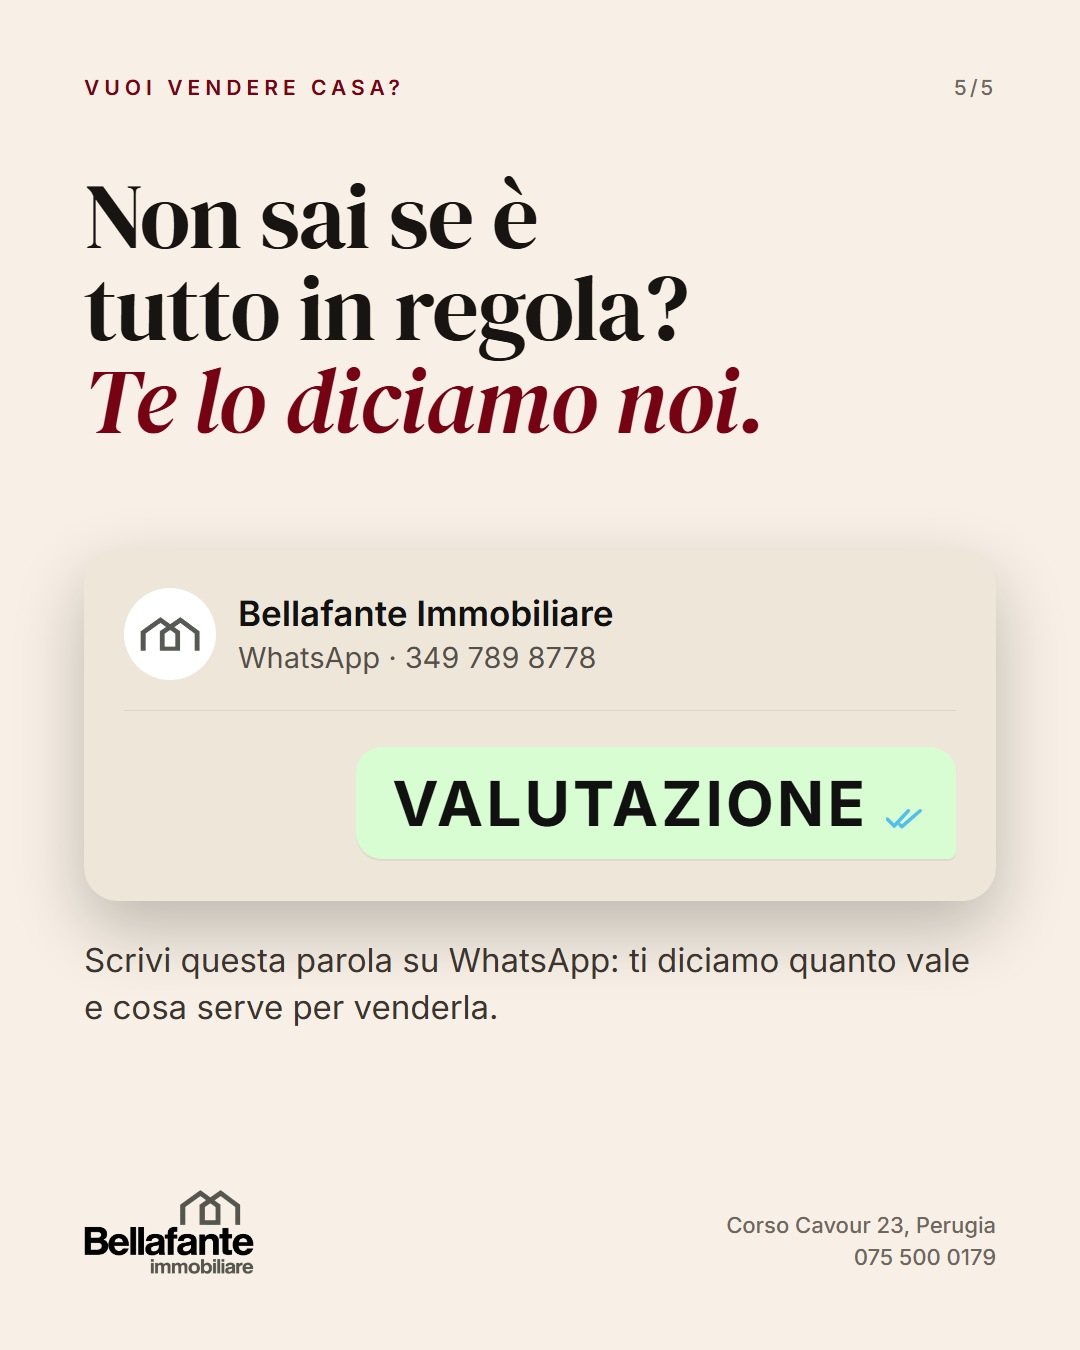 VUOI VENDERE CASA?
5/5
Non sai se è
tutto in regola?
Te lo diciamo noi.
Bellafante Immobiliare
WhatsApp · 349 789 8778
VALUTAZIONE
Scrivi questa parola su WhatsApp: ti diciamo quanto vale
e cosa serve per venderla.
Bellafante
immobiliare
Corso Cavour 23, Perugia
075 500 0179